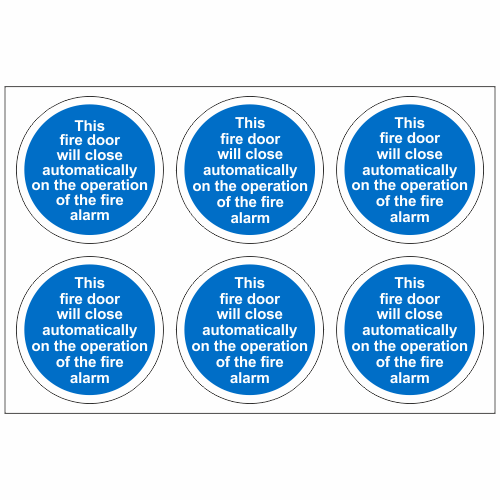 This
fire door
will close
automatically
on the operation
of the fire
alarm
This
fire door
will close
automatically
on the operation
of the fire
alarm
This
fire door
will close
automatically
on the operation
of the fire
alarm
This
fire door
will close
automatically
on the operation
of the fire
alarm
This
fire door
will close
automatically
on the operation
of the fire
alarm
This
fire door
will close
automatically
on the operation
of the fire
alarm